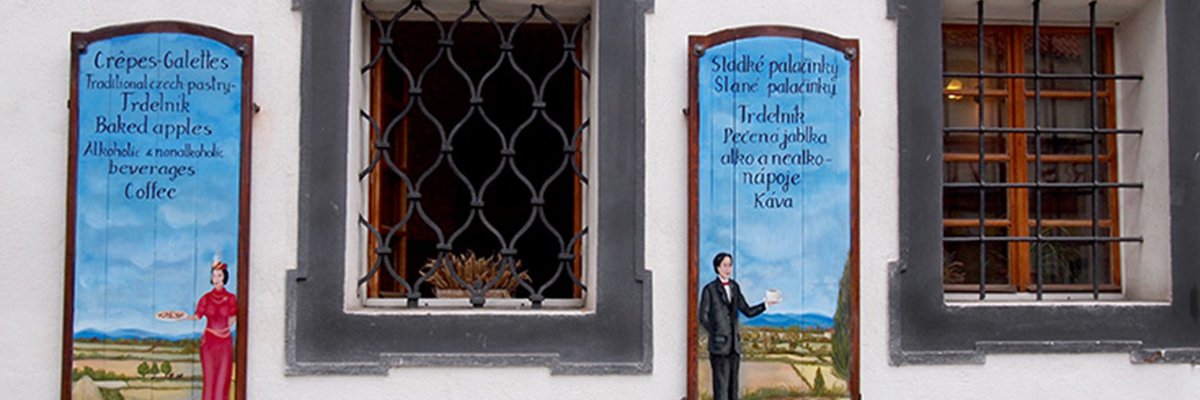 Crêpes-Galettes
Traditional czech pastry-
Trdelník
Baked apples
Alkoholic & nonalkoholic
beverages
Coffee
Sladké palačinky
Slané palačinky
Trdelník
Pečená jablka
alko a nealko-
nápoje
Káva